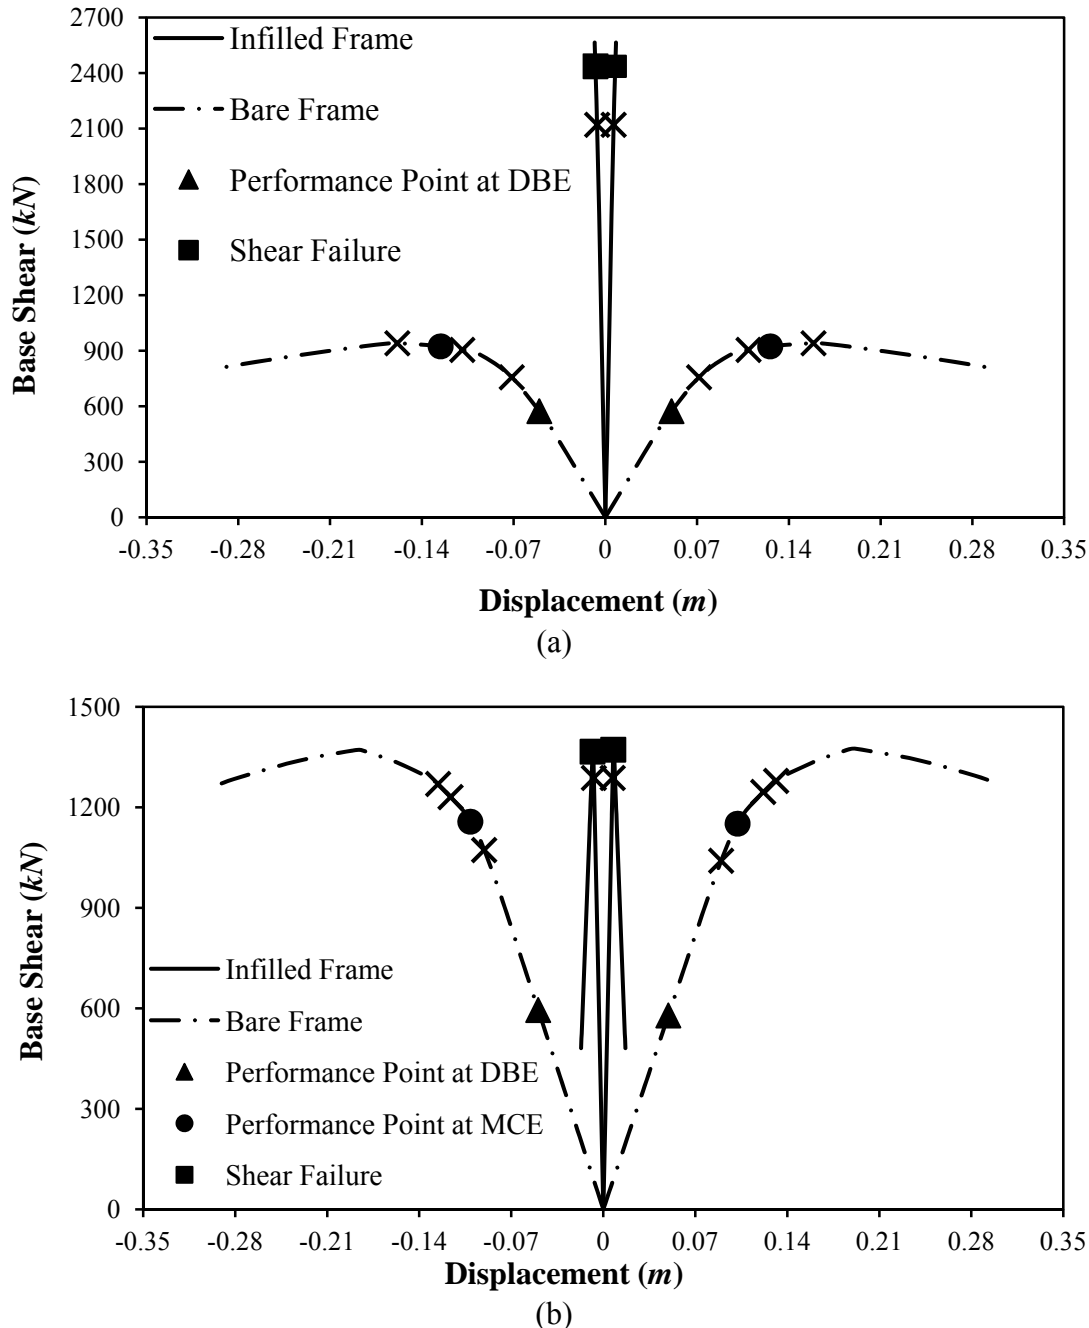 2700
2400
2100
1800
1500
1200
900
600
300
0
Base Shear (kN)
Infilled Frame
Bare Frame
Performance Point at DBE
Shear Failure
-0.35 -0.28 -0.21 -0.14 -0.07 0 0.07 0.14 0.21 0.28 0.35
Displacement (m)
(a)
1500
1200
900
600
300
0
Base Shear (kN)
Infilled Frame
Bare Frame
Performance Point at DBE
Performance Point at MCE
Shear Failure
-0.35 -0.28 -0.21 -0.14 -0.07 0 0.07 0.14 0.21 0.28 0.35
Displacement (m)
(b)